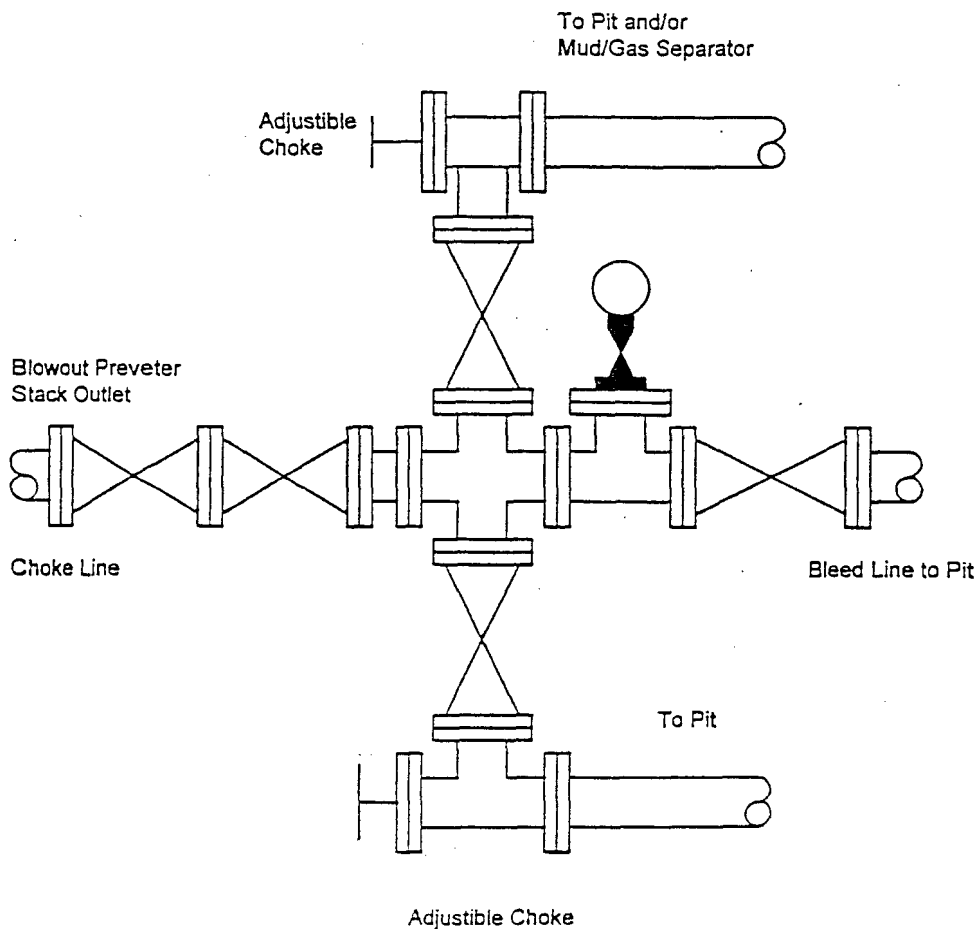 To Pit and/or
Mud/Gas Separator
Adjustible
Choke
Blowout Preveter
Stack Outlet
Choke Line
Bleed Line to Pit
To Pit
Adjustible Choke